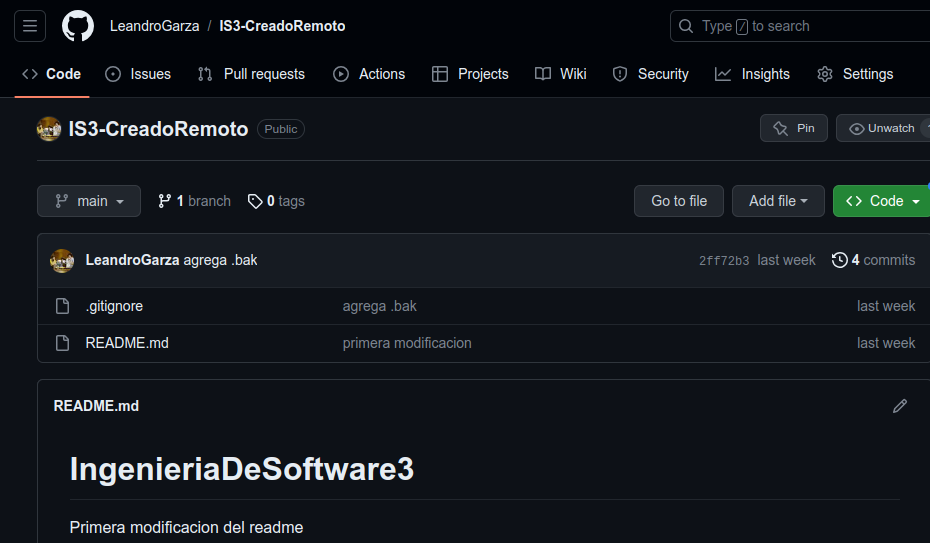 LeandroGarza / IS3-CreadoRemoto Type / to search
Code Issues Pull requests Actions Projects Wiki Security Insights Settings
IS3-CreadoRemoto Public Pin Unwatch
main 1 branch 0 tags Go to file Add file Code
LeandroGarza agrega .bak 2ff72b3 last week 4 commits
.gitignore agrega .bak last week
README.md primera modificacion last week
README.md
IngenieriaDeSoftware3
Primera modificacion del readme